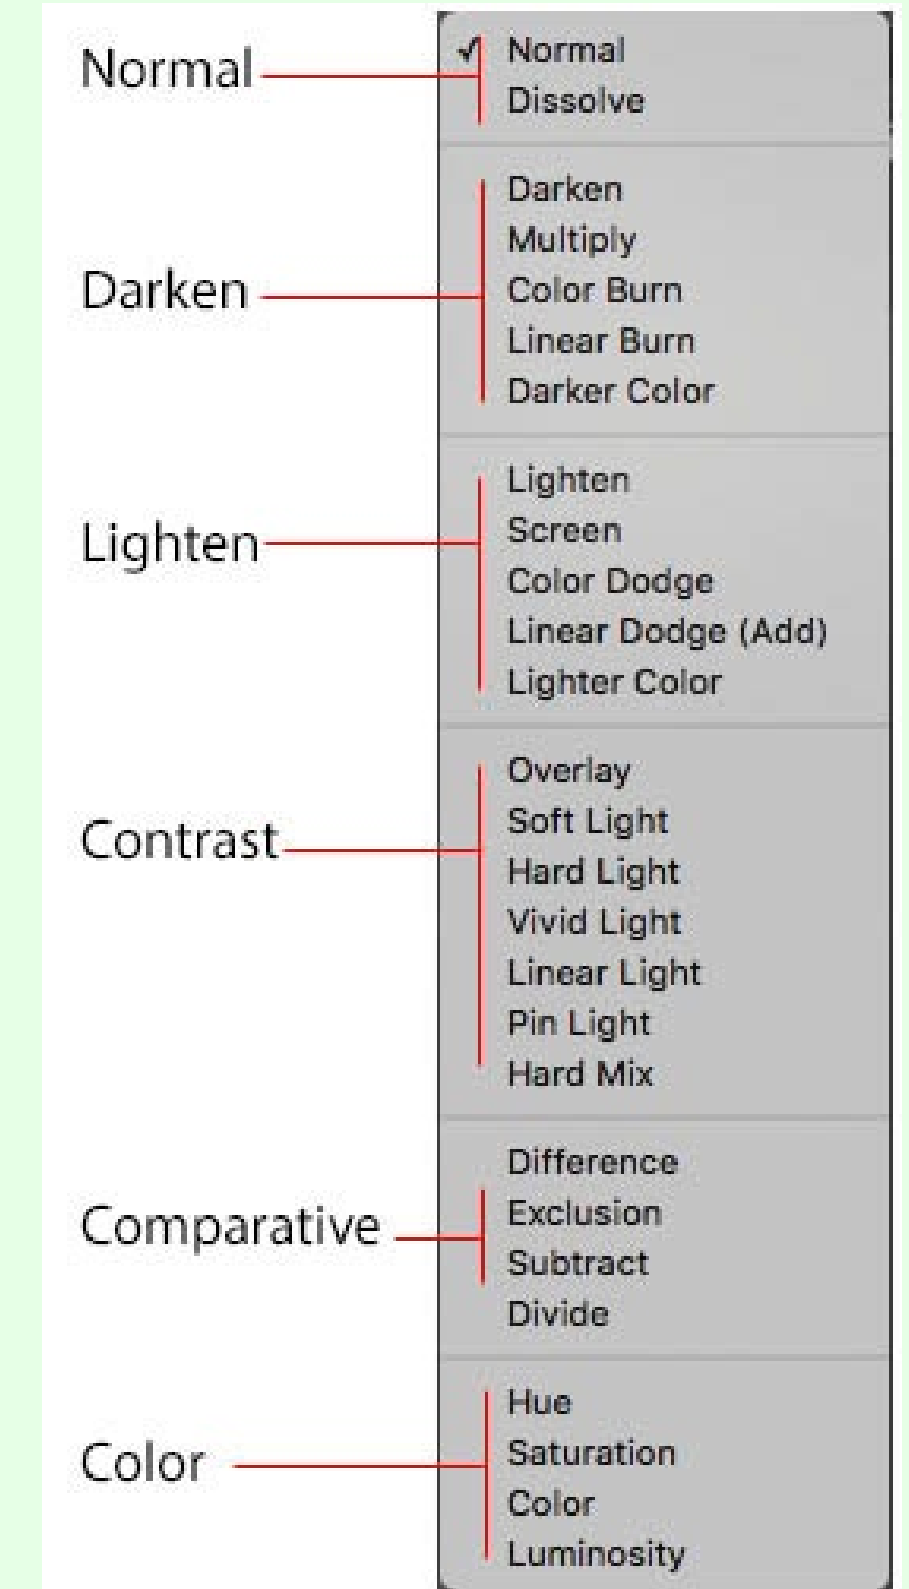 Normal
✓ Normal
Dissolve
Darken
Darken
Multiply
Color Burn
Linear Burn
Darker Color
Lighten
Lighten
Screen
Color Dodge
Linear Dodge (Add)
Lighter Color
Contrast
Overlay
Soft Light
Hard Light
Vivid Light
Linear Light
Pin Light
Hard Mix
Comparative
Difference
Exclusion
Subtract
Divide
Color
Hue
Saturation
Color
Luminosity